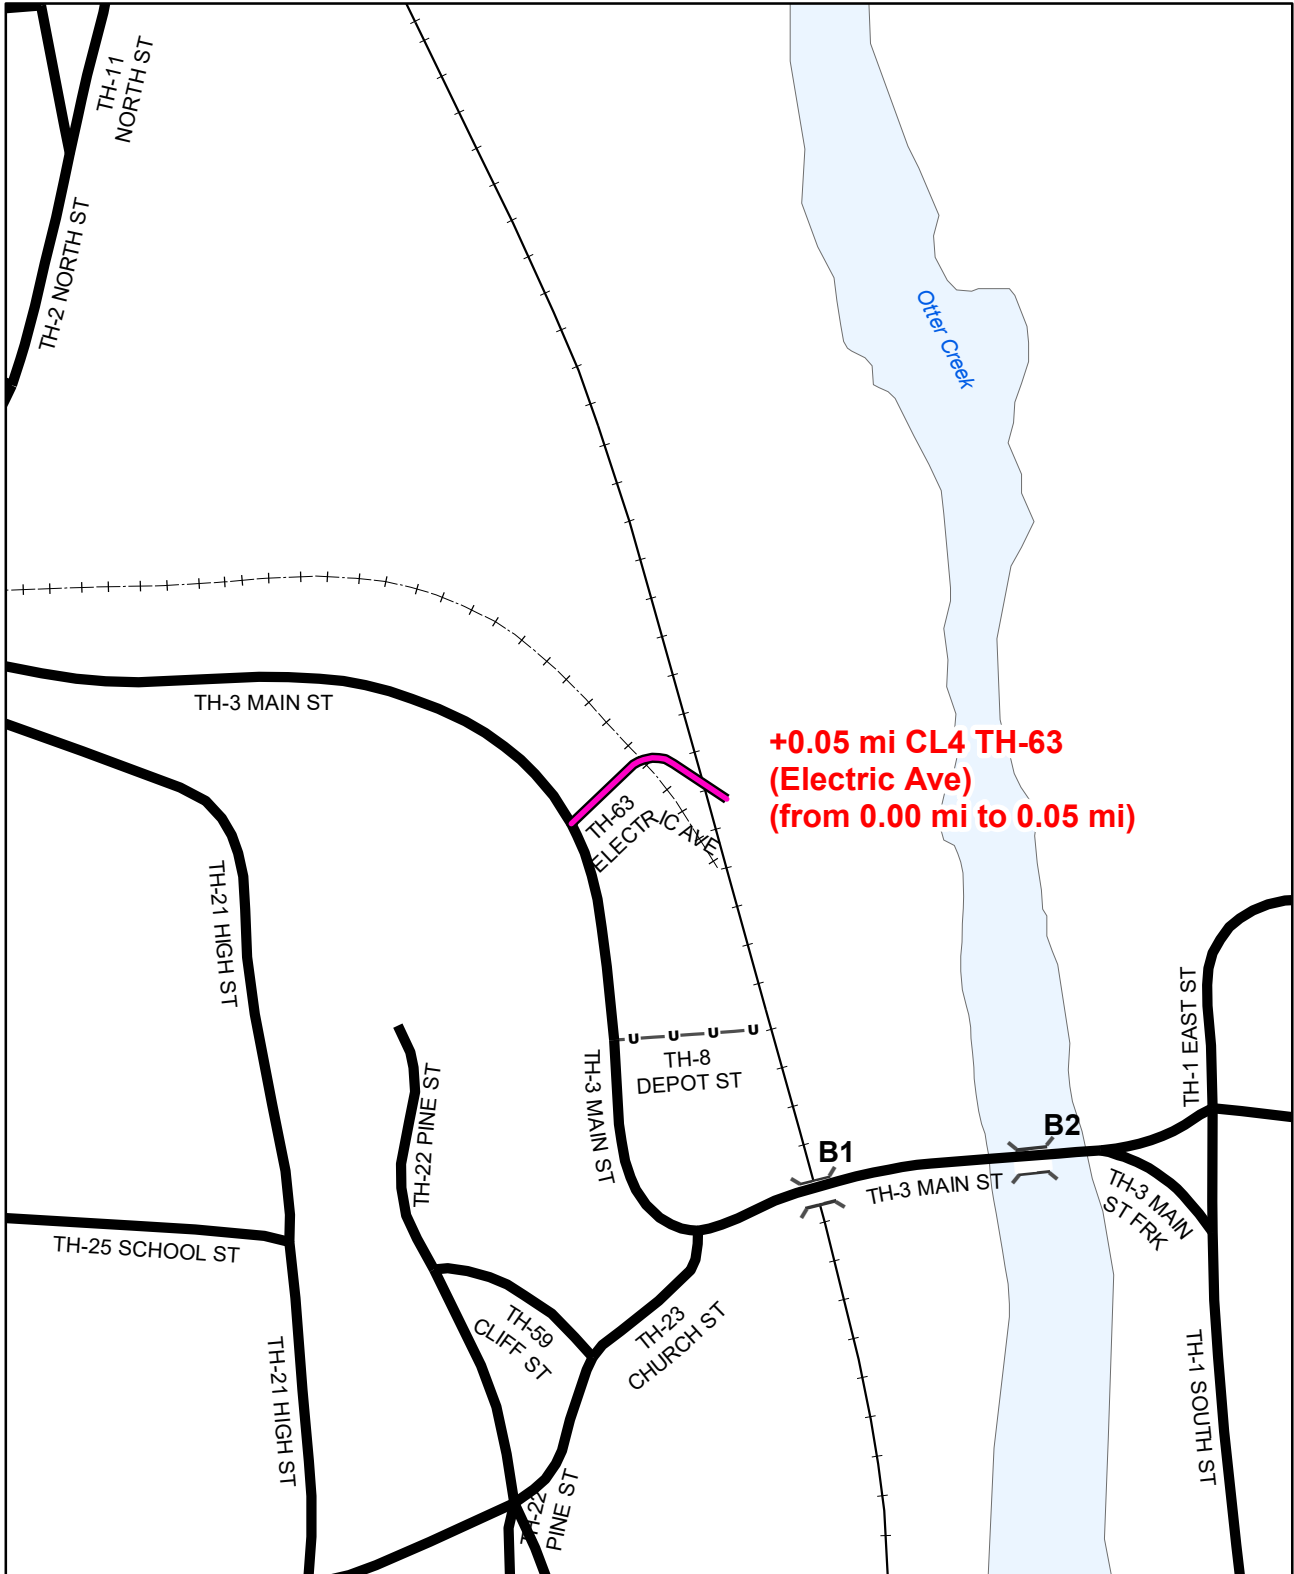 TH-11
NORTH ST
TH-2 NORTH ST
Otter Creek
TH-3 MAIN ST
+0.05 mi CL4 TH-63
(Electric Ave)
(from 0.00 mi to 0.05 mi)
TH-63
ELECTRIC AVE
TH-21 HIGH ST
TH-1 EAST ST
U U U U
TH-8
DEPOT ST
TH-3 MAIN ST
TH-22 PINE ST
B1
B2
TH-3 MAIN ST
TH-3 MAIN
ST FRK
TH-25 SCHOOL ST
TH-59
CLIFF ST
TH-23
CHURCH ST
TH-21 HIGH ST
TH-1 SOUTH ST
TH-22
PINE ST